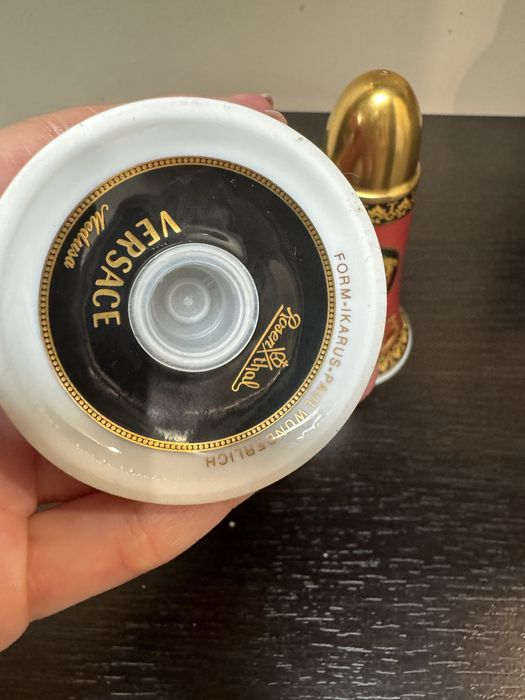 VERSACE
Medusa
Rosenthal
FORM=IKARUS-PAUL WUNDERLICH